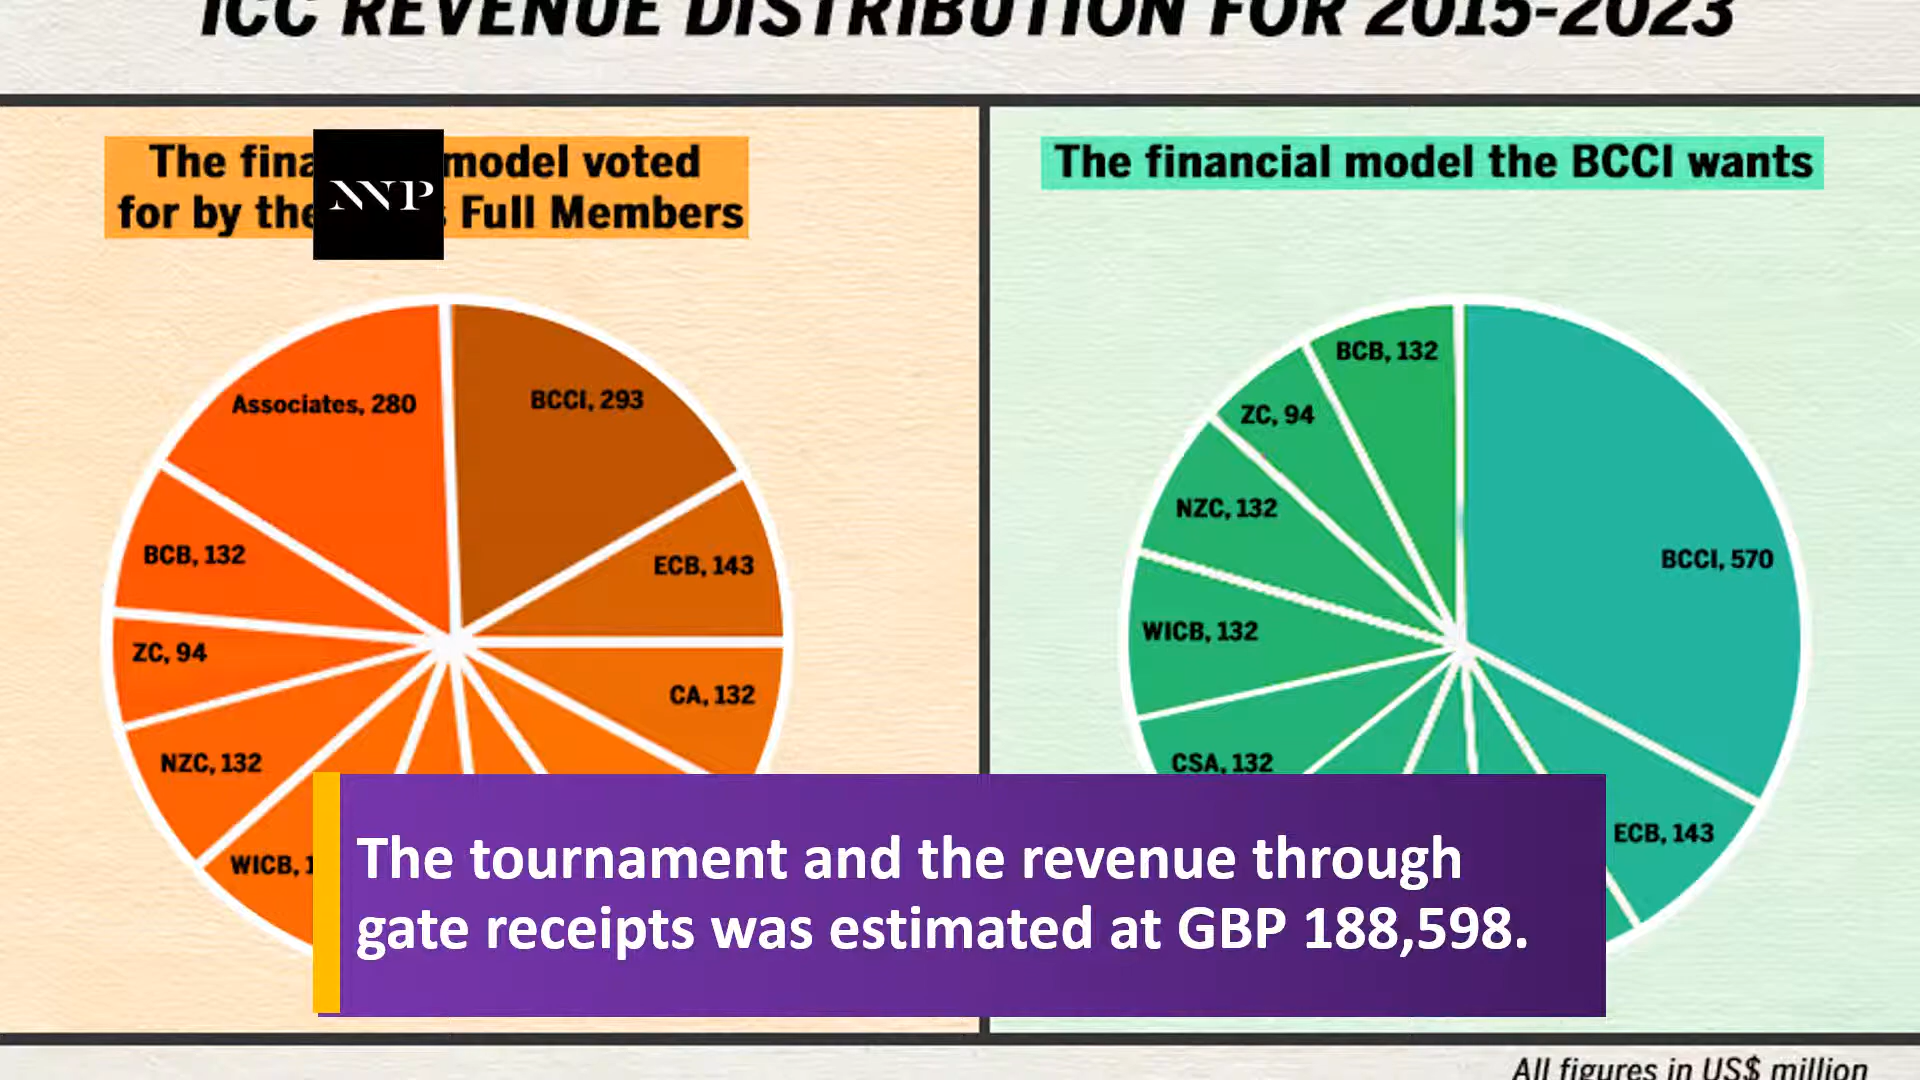 ICC REVENUE DISTRIBUTION FOR 2015-2023
The fina model voted
for by the Full Members
NNP
The financial model the BCCI wants
Associates, 280
BCCI, 293
BCB, 132
ECB, 143
ZC, 94
CA, 132
NZC, 132
WICB, 1
BCB, 132
ZC, 94
NZC, 132
BCCI, 570
WICB, 132
CSA, 132
ECB, 143
The tournament and the revenue through
gate receipts was estimated at GBP 188,598.
All figures in US$ million